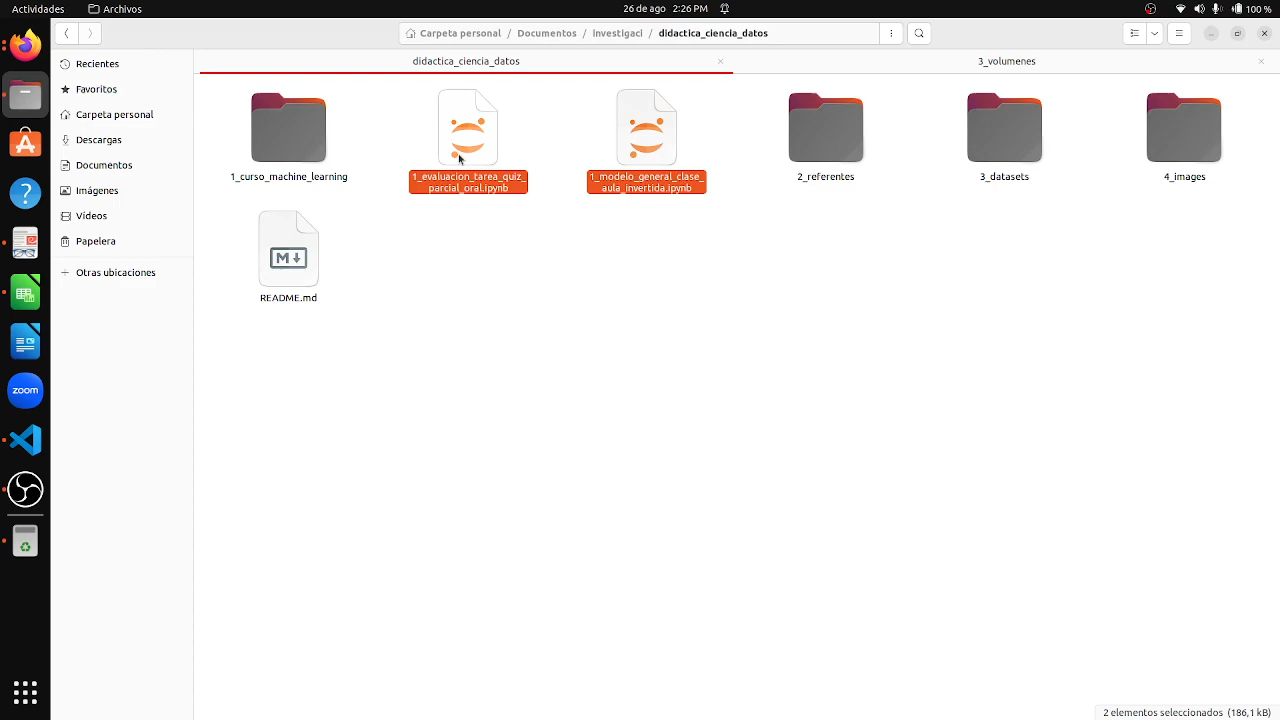 Actividades Archivos 26 de ago 2:26 PM 100 %
Carpeta personal / Documentos / investigaci / didactica_ciencia_datos
didactica_ciencia_datos 3_volumenes
Recientes
Favoritos
Carpeta personal
Descargas
Documentos
Imágenes
Vídeos
Papelera
Otras ubicaciones
1_curso_machine_learning
1_evaluacion_tarea_quiz_
parcial_oral.ipynb
1_modelo_general_clase_
aula_invertida.ipynb
2_referentes
3_datasets
4_images
M
README.md
zoom
2 elementos seleccionados (186,1 kB)